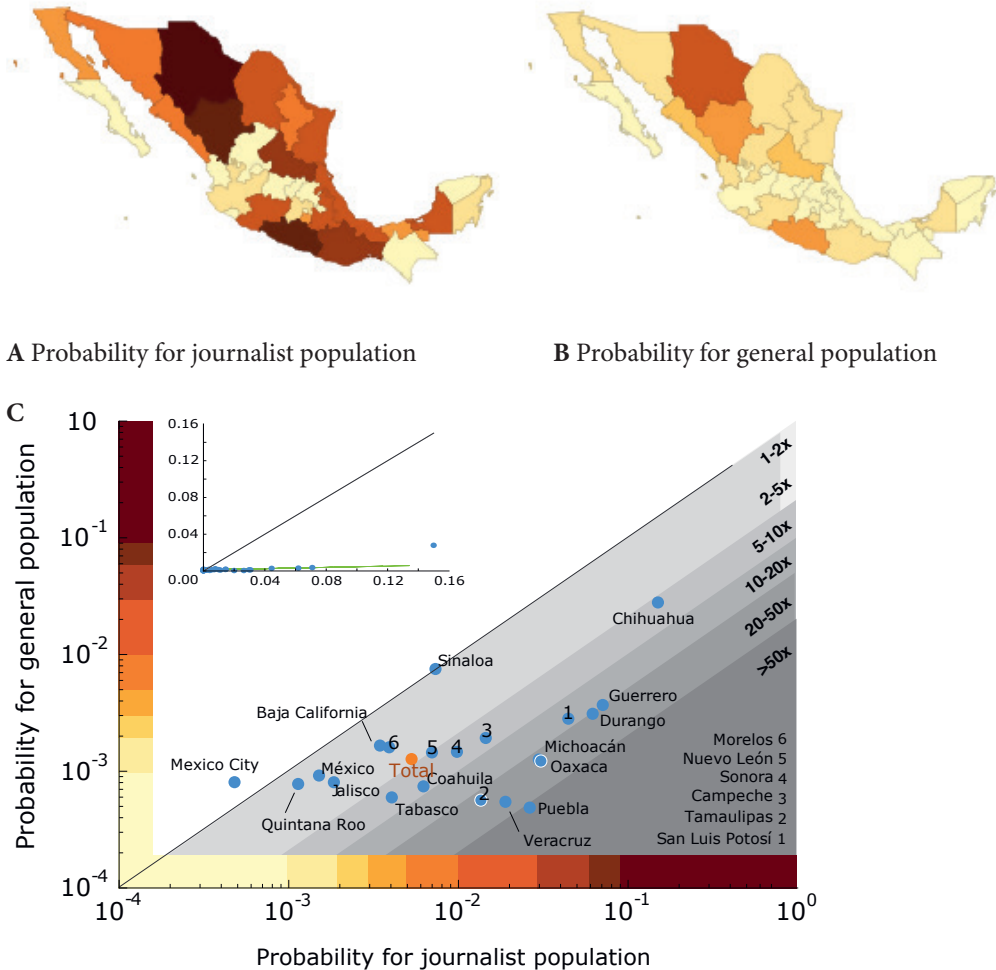 A Probability for journalist population
B Probability for general population
C
Probability for general population
10
10⁻¹
10⁻²
10⁻³
10⁻⁴
0.16
0.12
0.08
0.04
0.00
0.04
0.08
0.12
0.16
1-2x
2-5x
5-10x
10-20x
20-50x
>50x
Chihuahua
Sinaloa
Guerrero
1
Durango
Baja California
6
5
4
3
Michoacán
Oaxaca
Total
Mexico City
México
Jalisco
Coahuila
Quintana Roo
Tabasco
2
Puebla
Veracruz
Morelos 6
Nuevo León 5
Sonora 4
Campeche 3
Tamaulipas 2
San Luis Potosí 1
10⁻⁴
10⁻³
10⁻²
10⁻¹
10⁰
Probability for journalist population